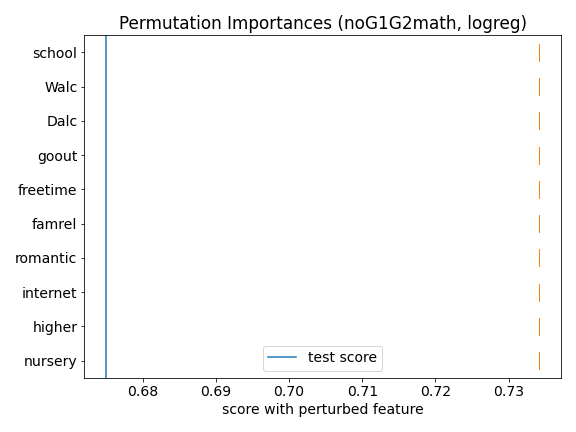 Permutation Importances (noG1G2math, logreg)
school
Walc
Dalc
goout
freetime
famrel
romantic
internet
higher
nursery
test score
0.68 0.69 0.70 0.71 0.72 0.73
score with perturbed feature